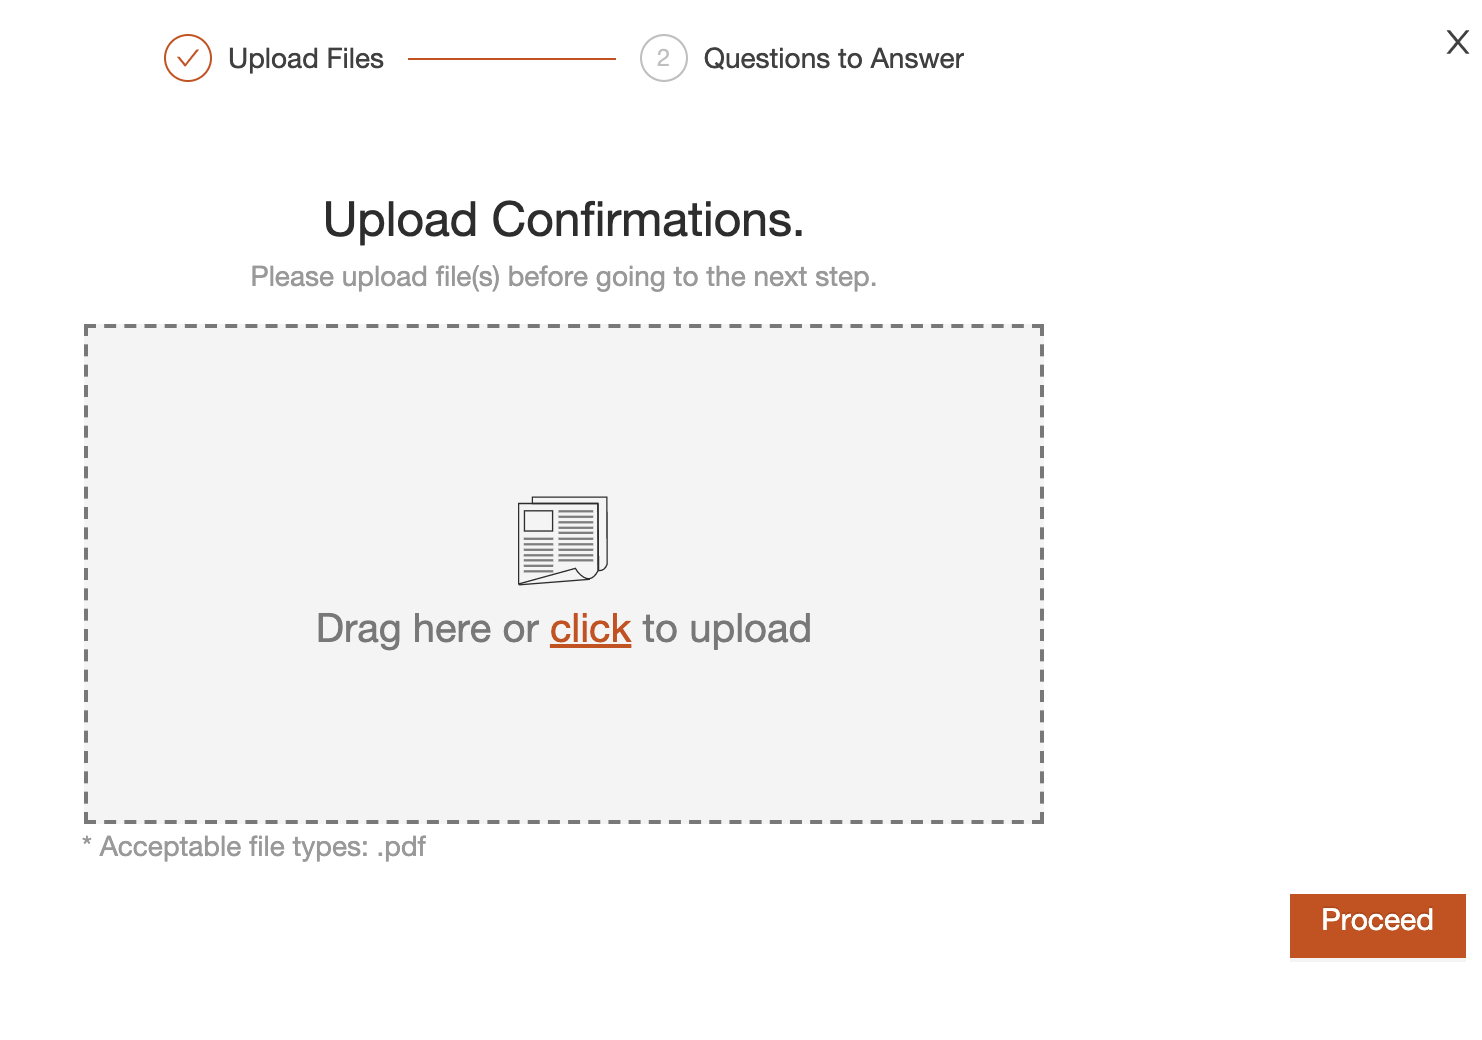 Upload Files
2
Questions to Answer
X
Upload Confirmations.
Please upload file(s) before going to the next step.
Drag here or click to upload
* Acceptable file types: .pdf
Proceed